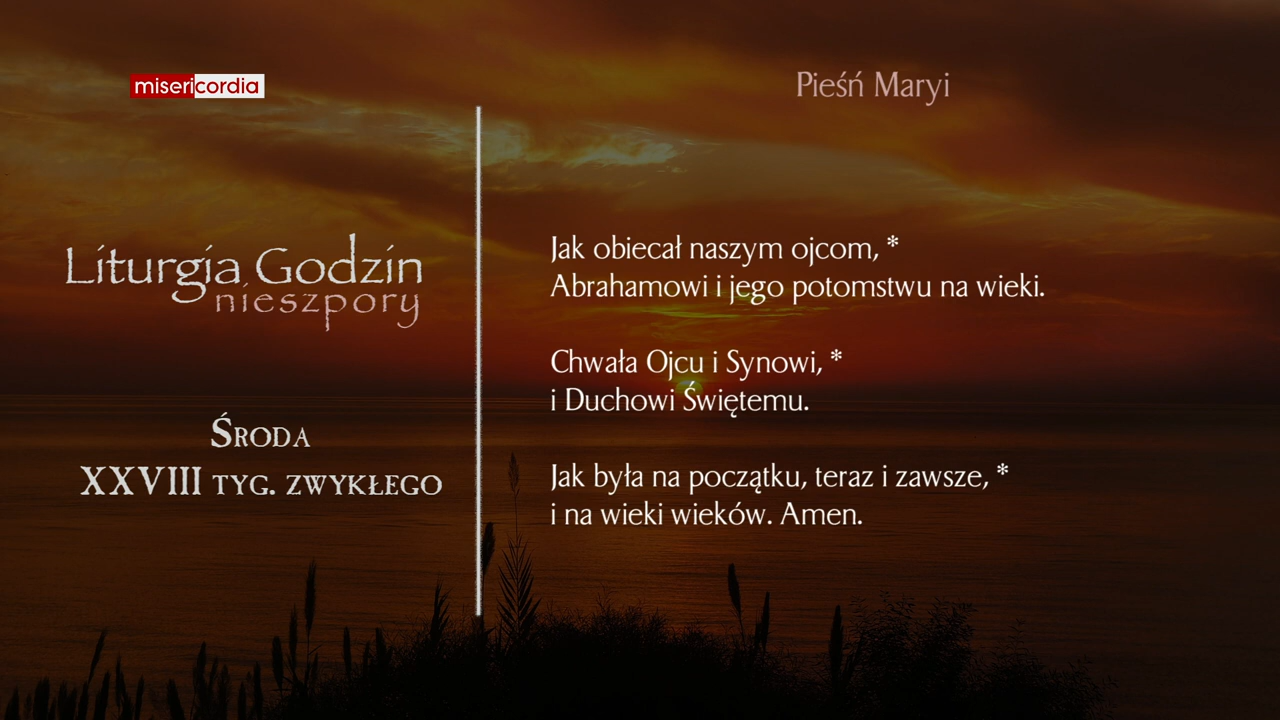 misericordia
Pieśń Maryi
Liturgia Godzin
nieszpory
Środa
XXVIII tyg. zwykłego
Jak obiecał naszym ojcom, *
Abrahamowi i jego potomstwu na wieki.
Chwała Ojcu i Synowi, *
i Duchowi Świętemu.
Jak była na początku, teraz i zawsze, *
i na wieki wieków. Amen.